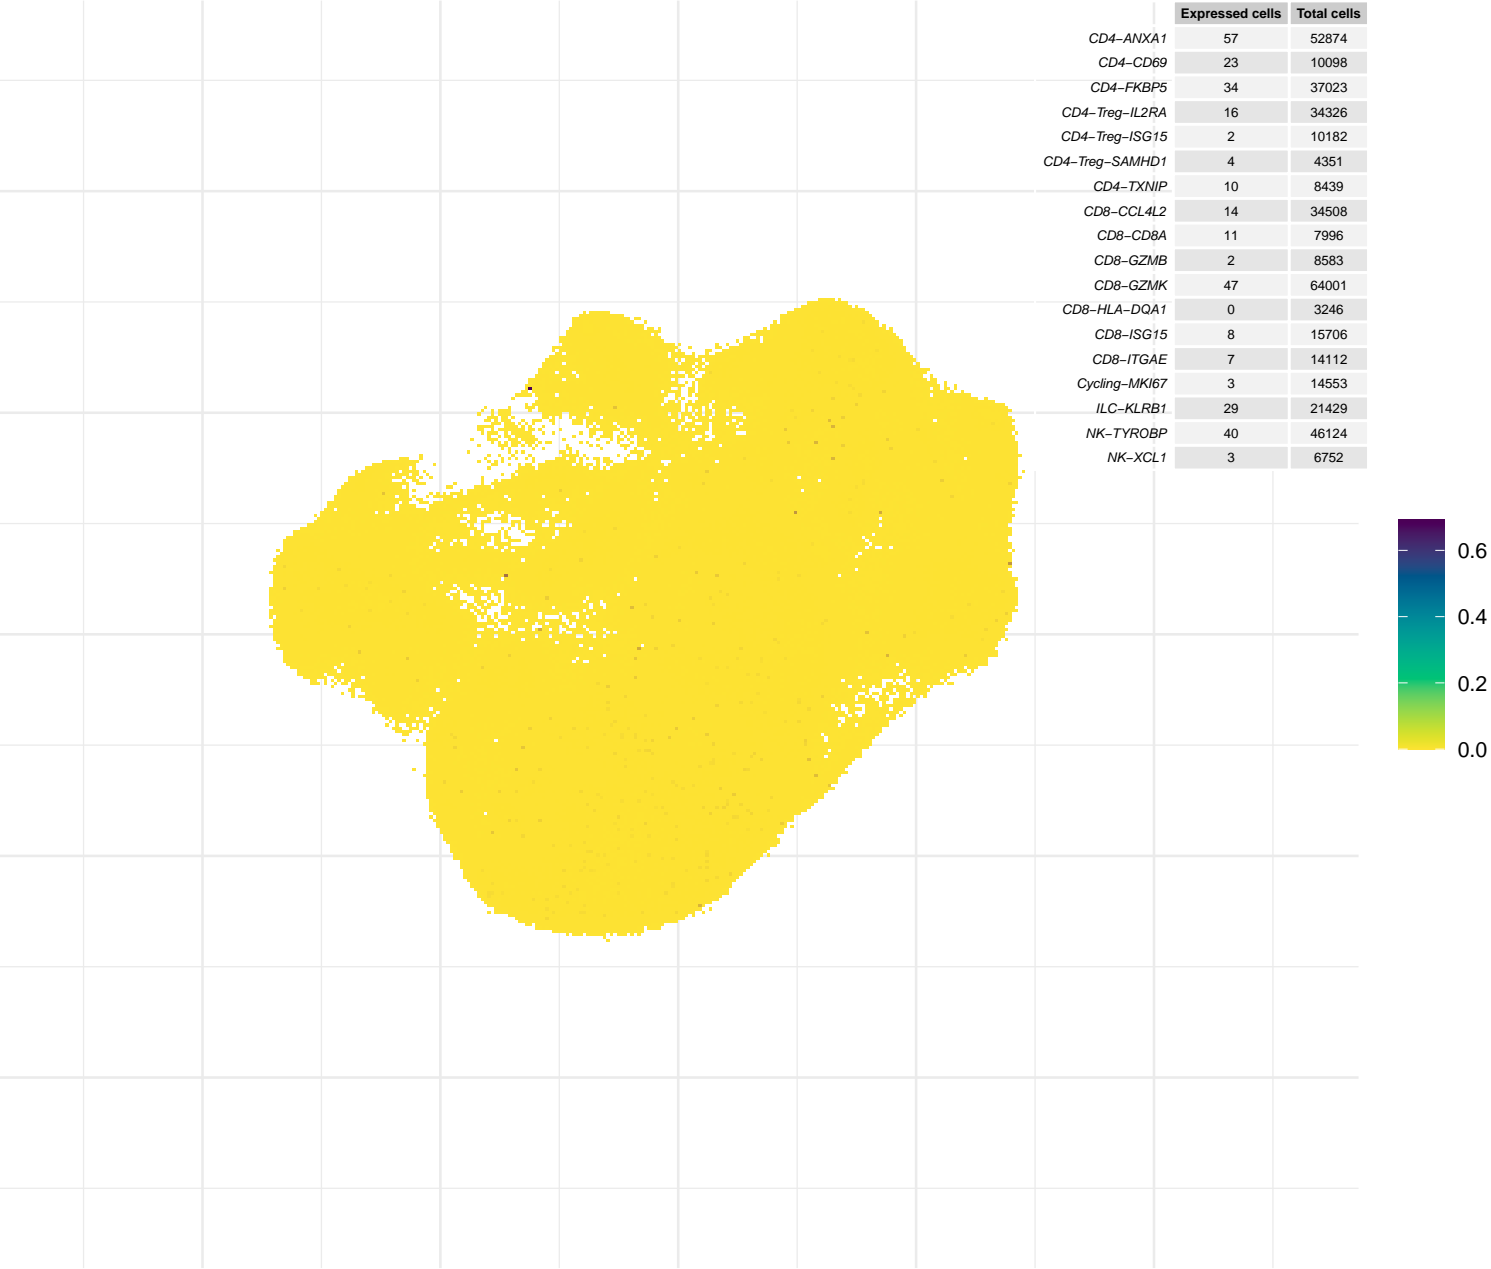 Expressed cells Total cells
CD4−ANXA1 57 52874
CD4−CD69 23 10098
CD4−FKBP5 34 37023
CD4−Treg−IL2RA 16 34326
CD4−Treg−ISG15 2 10182
CD4−Treg−SAMHD1 4 4351
CD4−TXNIP 10 8439
CD8−CCL4L2 14 34508
CD8−CD8A 11 7996
CD8−GZMB 2 8583
CD8−GZMK 47 64001
CD8−HLA−DQA1 0 3246
CD8−ISG15 8 15706
CD8−ITGAE 7 14112
Cycling−MKI67 3 14553
ILC−KLRB1 29 21429
NK−TYROBP 40 46124
NK−XCL1 3 6752
0.6
0.4
0.2
0.0